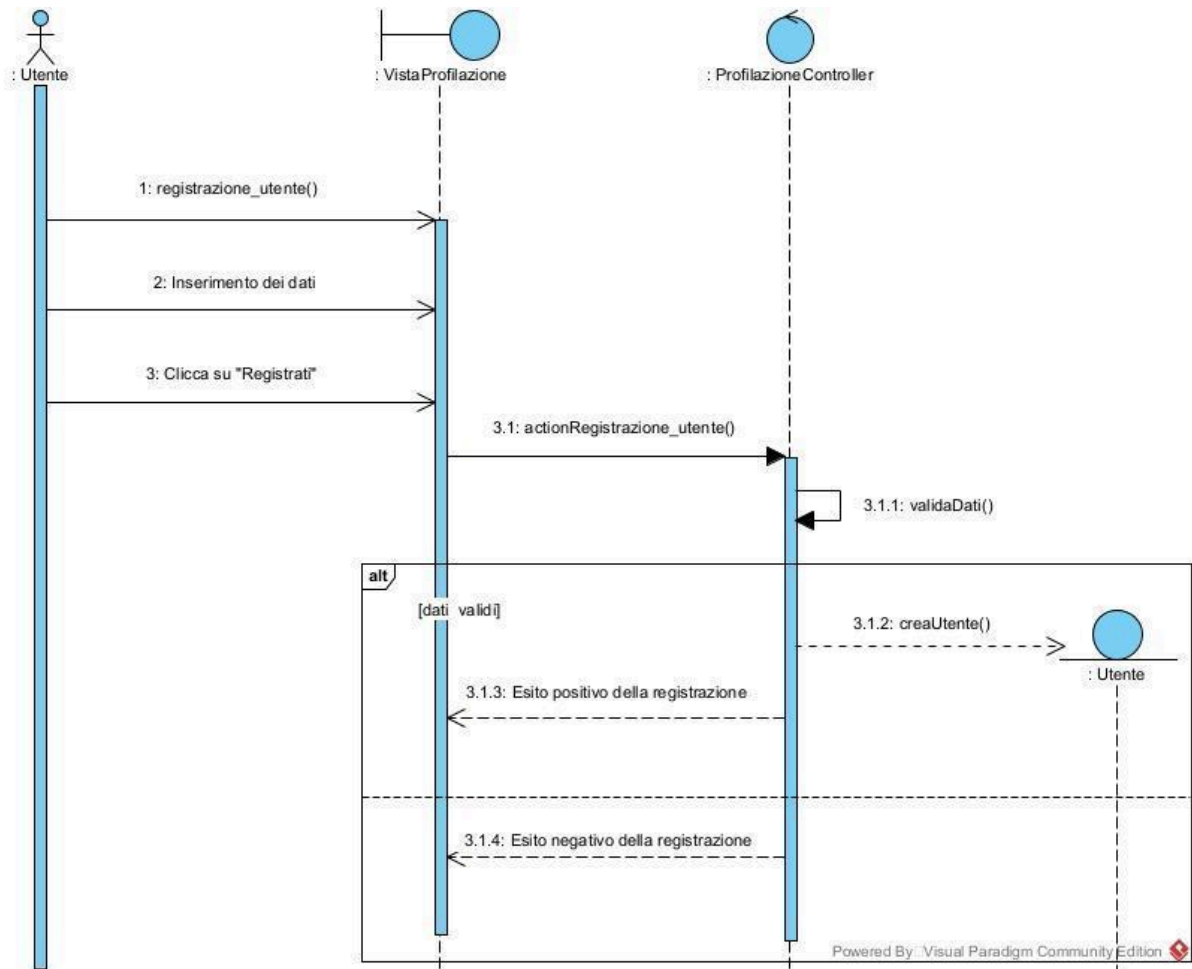 : Utente
: VistaProfilazione
: ProfilazioneController
1: registrazione_utente()
2: Inserimento dei dati
3: Clicca su "Registrati"
3.1: actionRegistrazione_utente()
3.1.1: validaDati()
alt
[dati validi]
3.1.2: creaUtente()
: Utente
3.1.3: Esito positivo della registrazione
3.1.4: Esito negativo della registrazione
Powered By Visual Paradigm Community Edition